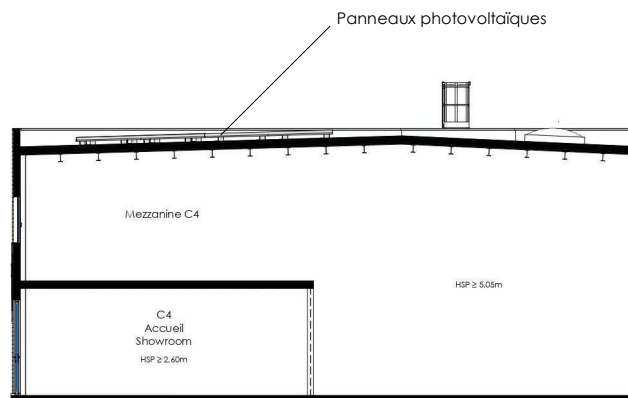 Panneaux photovoltaïques
Mezzanine C4
HSP ≥ 5,05m
C4
Accueil
Showroom
HSP ≥ 2,60m